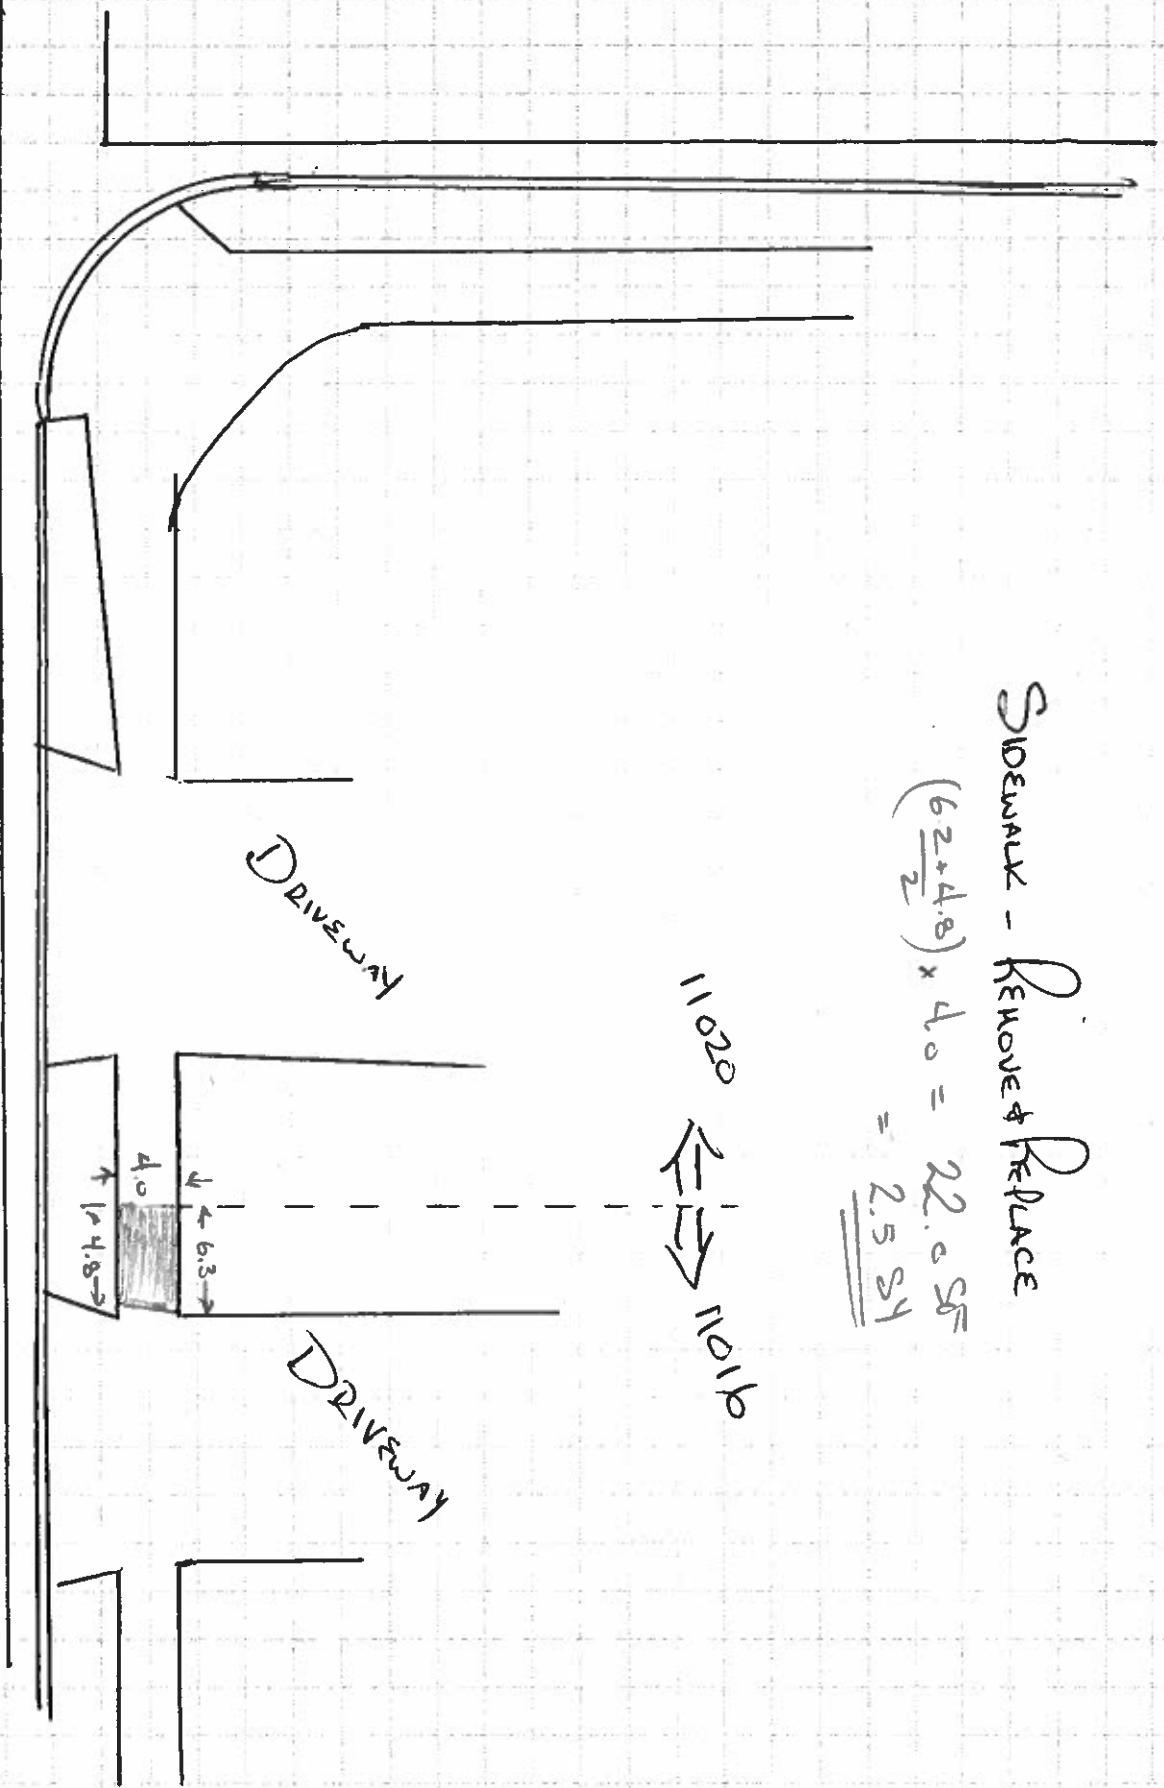 SIDEWALK - REMOVE & REPLACE
(6.2+4.8 / 2) x 4.0 = 22.0 SF
= 2.5 SY
11020
11016
DRIVEWAY
DRIVEWAY
4.0
6.3
4.8